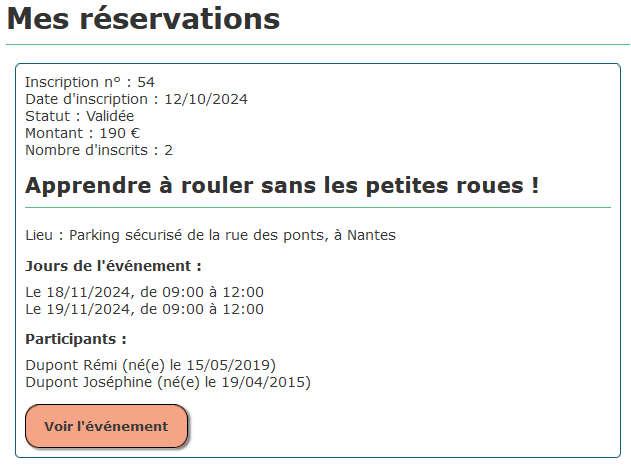 Mes réservations
Inscription n° : 54
Date d'inscription : 12/10/2024
Statut : Validée
Montant : 190 €
Nombre d'inscrits : 2
Apprendre à rouler sans les petites roues !
Lieu : Parking sécurisé de la rue des ponts, à Nantes
Jours de l'événement :
Le 18/11/2024, de 09:00 à 12:00
Le 19/11/2024, de 09:00 à 12:00
Participants :
Dupont Rémi (né(e) le 15/05/2019)
Dupont Joséphine (né(e) le 19/04/2015)
Voir l'événement